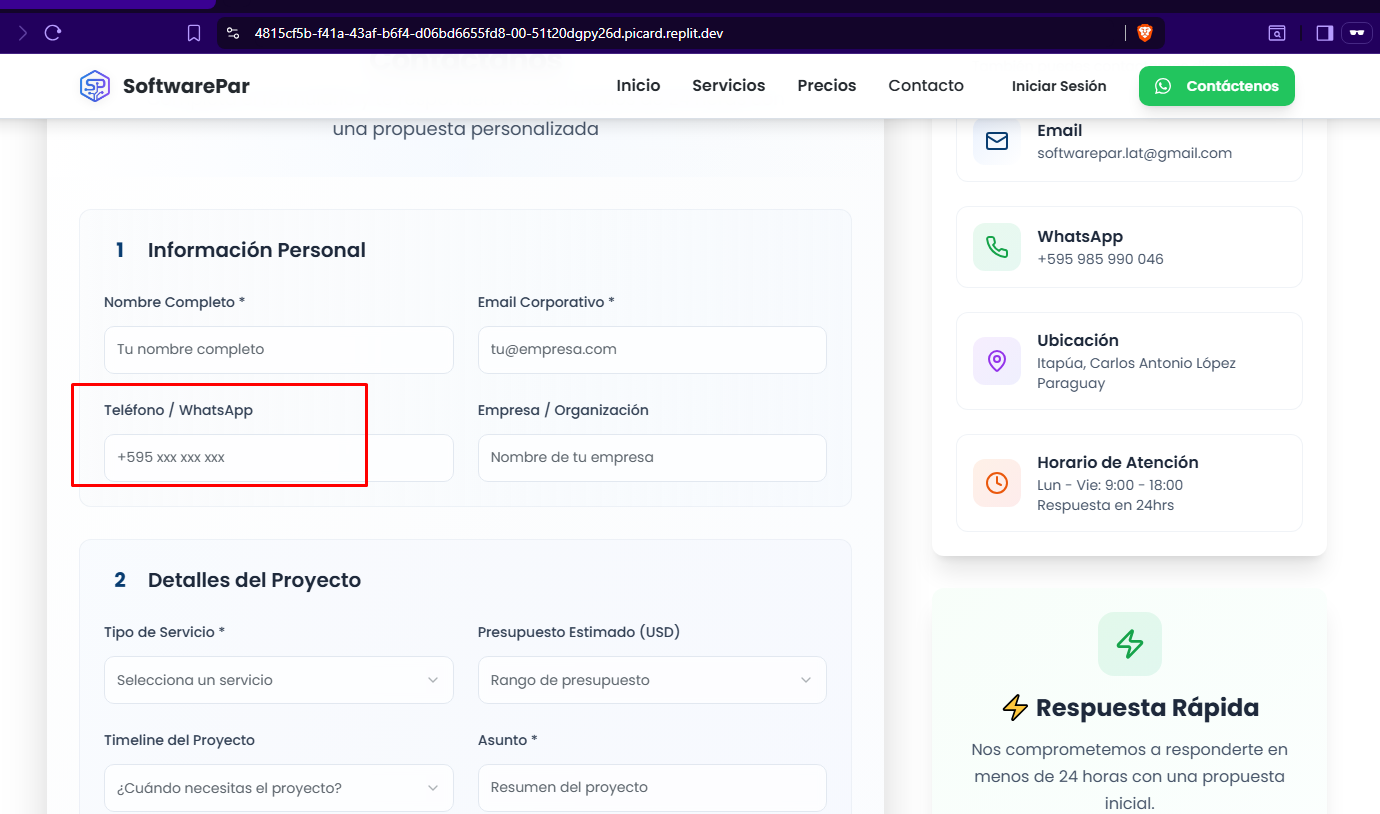 4815cf5b-f41a-43af-b6f4-d06bd6655fd8-00-51t20dgpy26d.picard.replit.dev
SoftwarePar
Inicio
Servicios
Precios
Contacto
Iniciar Sesión
Contáctenos
una propuesta personalizada
1 Información Personal
Nombre Completo *
Email Corporativo *
Tu nombre completo
tu@empresa.com
Teléfono / WhatsApp
Empresa / Organización
+595 xxx xxx xxx
Nombre de tu empresa
2 Detalles del Proyecto
Tipo de Servicio *
Presupuesto Estimado (USD)
Selecciona un servicio
Rango de presupuesto
Timeline del Proyecto
Asunto *
¿Cuándo necesitas el proyecto?
Resumen del proyecto
Email
softwarepar.lat@gmail.com
WhatsApp
+595 985 990 046
Ubicación
Itapúa, Carlos Antonio López
Paraguay
Horario de Atención
Lun - Vie: 9:00 - 18:00
Respuesta en 24hrs
⚡ Respuesta Rápida
Nos comprometemos a responderte en
menos de 24 horas con una propuesta
inicial.